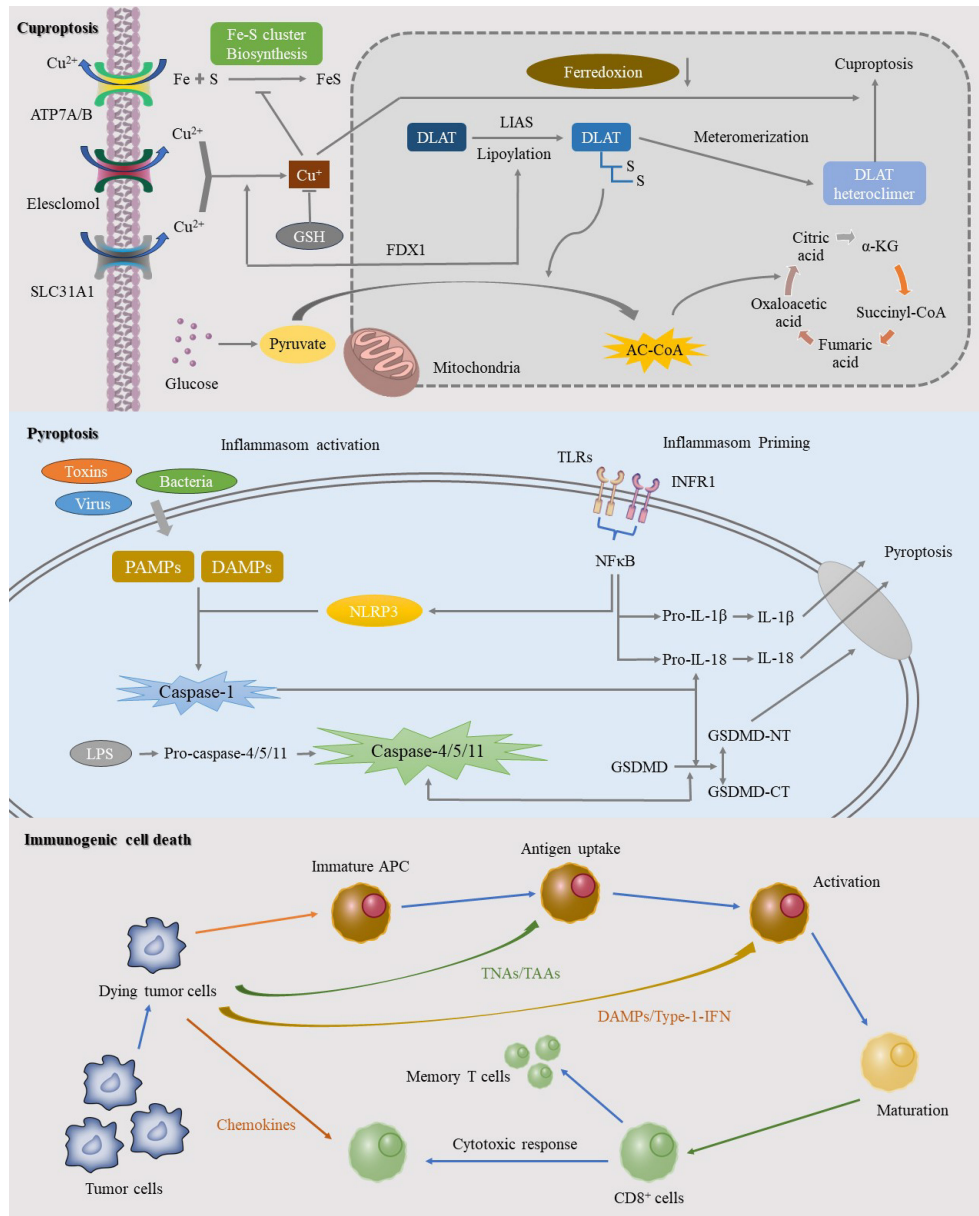 Cuproptosis
Fe-S cluster
Biosynthesis
Cu²⁺
Fe + S
FeS
ATP7A/B
Cu²⁺
Elesclomol
Cu⁺
Cu²⁺
GSH
SLC31A1
FDX1
Glucose
Pyruvate
Mitochondria
Ferredoxion
Cuproptosis
DLAT
LIAS
Lipoylation
DLAT
S
S
Meteromerization
DLAT
heteroclimer
Citric
acid
α-KG
Oxaloacetic
acid
Succinyl-CoA
Fumaric
acid
AC-CoA
Pyroptosis
Inflammasom activation
Inflammasom Priming
Toxins
Bacteria
Virus
TLRs
INFR1
PAMPs
DAMPs
NFκB
Pyroptosis
NLRP3
Pro-IL-1β
IL-1β
Pro-IL-18
IL-18
Caspase-1
GSDMD-NT
LPS
Pro-caspase-4/5/11
Caspase-4/5/11
GSDMD
GSDMD-CT
Immunogenic cell death
Immature APC
Antigen uptake
Activation
Dying tumor cells
TNAs/TAAs
DAMPs/Type-1-IFN
Memory T cells
Maturation
Chemokines
Cytotoxic response
Tumor cells
CD8⁺ cells